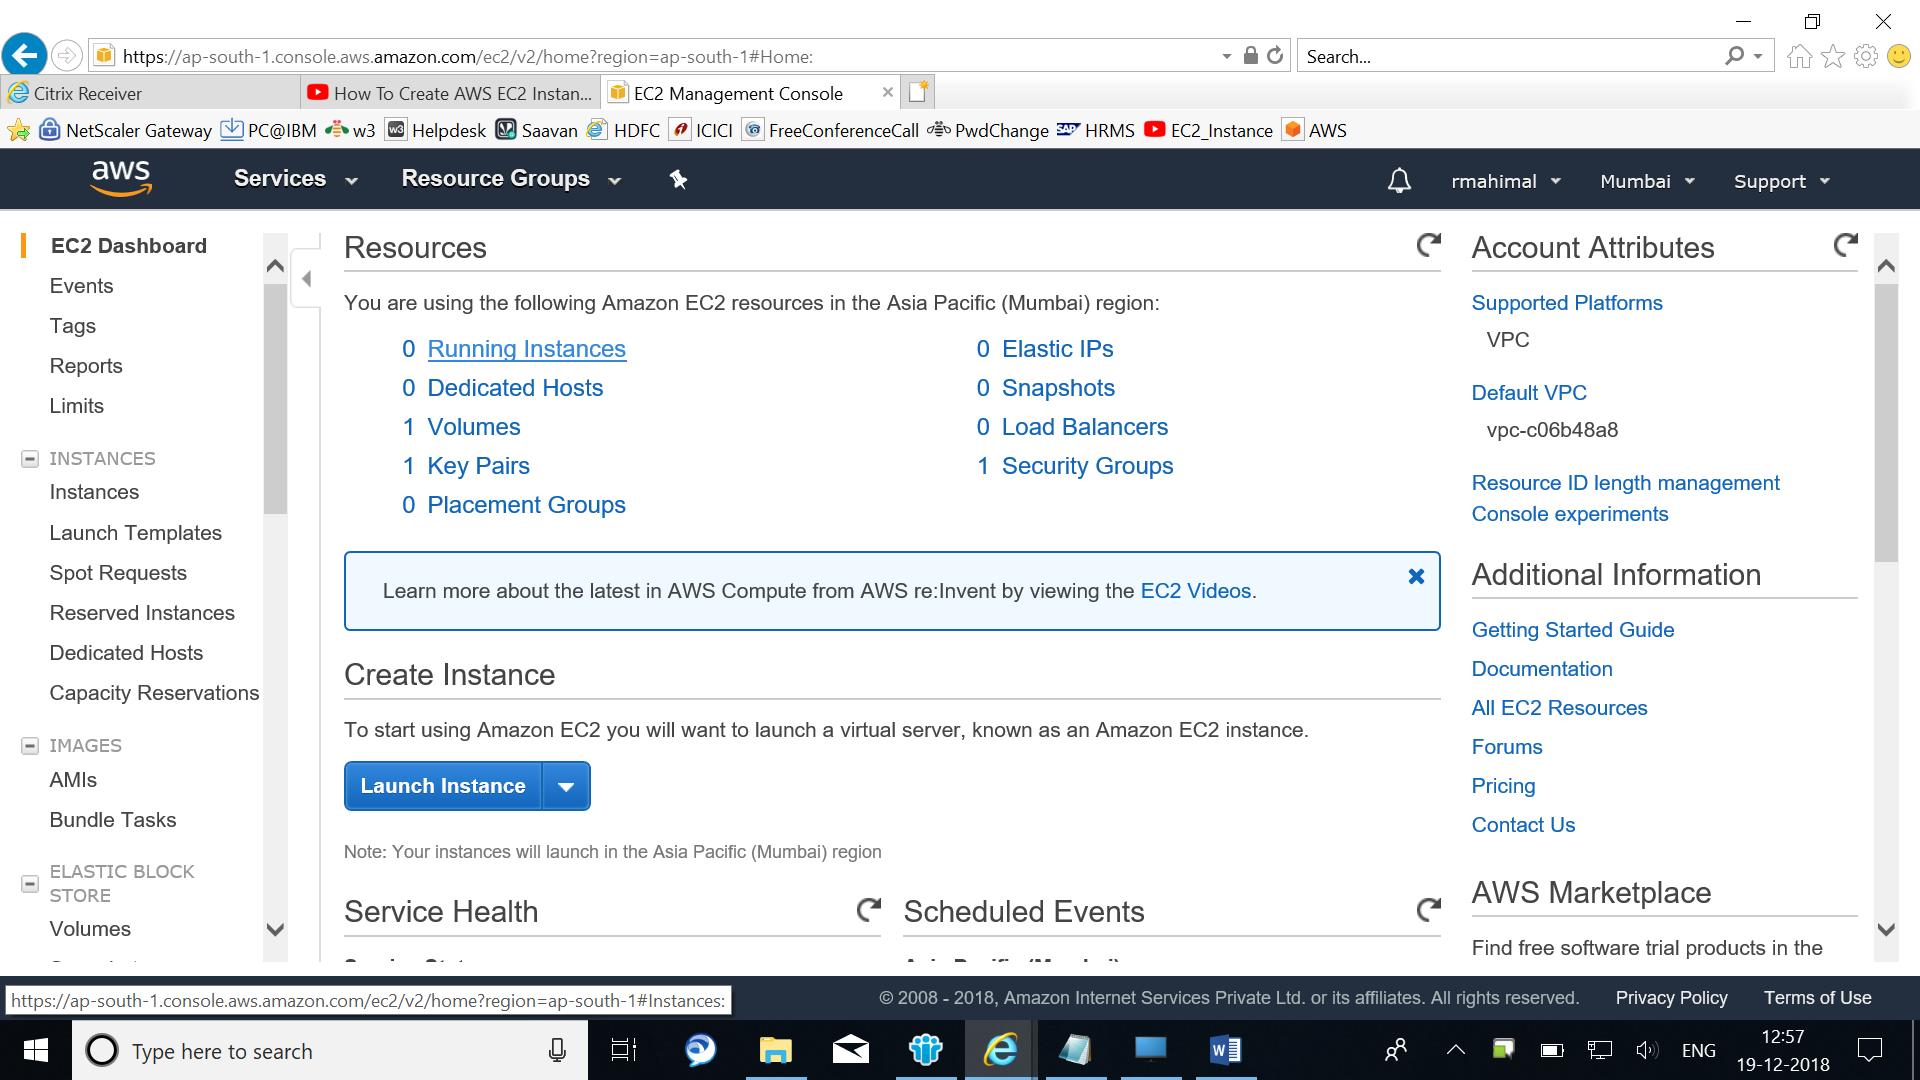 https://ap-south-1.console.aws.amazon.com/ec2/v2/home?region=ap-south-1#Home:
Search...
Citrix Receiver
How To Create AWS EC2 Instan...
EC2 Management Console
NetScaler Gateway
PC@IBM
w3
w3 Helpdesk
Saavan
HDFC
ICICI
FreeConferenceCall
PwdChange
SAP HRMS
EC2_Instance
AWS
aws
Services
Resource Groups
rmahimal
Mumbai
Support
EC2 Dashboard
Events
Tags
Reports
Limits
INSTANCES
Instances
Launch Templates
Spot Requests
Reserved Instances
Dedicated Hosts
Capacity Reservations
IMAGES
AMIs
Bundle Tasks
ELASTIC BLOCK
STORE
Volumes
Resources
You are using the following Amazon EC2 resources in the Asia Pacific (Mumbai) region:
0 Running Instances
0 Dedicated Hosts
1 Volumes
1 Key Pairs
0 Placement Groups
0 Elastic IPs
0 Snapshots
0 Load Balancers
1 Security Groups
Learn more about the latest in AWS Compute from AWS re:Invent by viewing the EC2 Videos.
Create Instance
To start using Amazon EC2 you will want to launch a virtual server, known as an Amazon EC2 instance.
Launch Instance
Note: Your instances will launch in the Asia Pacific (Mumbai) region
Service Health
Scheduled Events
Asia Pacific (Mumbai)
Account Attributes
Supported Platforms
VPC
Default VPC
vpc-c06b48a8
Resource ID length management
Console experiments
Additional Information
Getting Started Guide
Documentation
All EC2 Resources
Forums
Pricing
Contact Us
AWS Marketplace
Find free software trial products in the
https://ap-south-1.console.aws.amazon.com/ec2/v2/home?region=ap-south-1#Instances:
© 2008 - 2018, Amazon Internet Services Private Ltd. or its affiliates. All rights reserved.
Privacy Policy
Terms of Use
Type here to search
ENG
12:57
19-12-2018